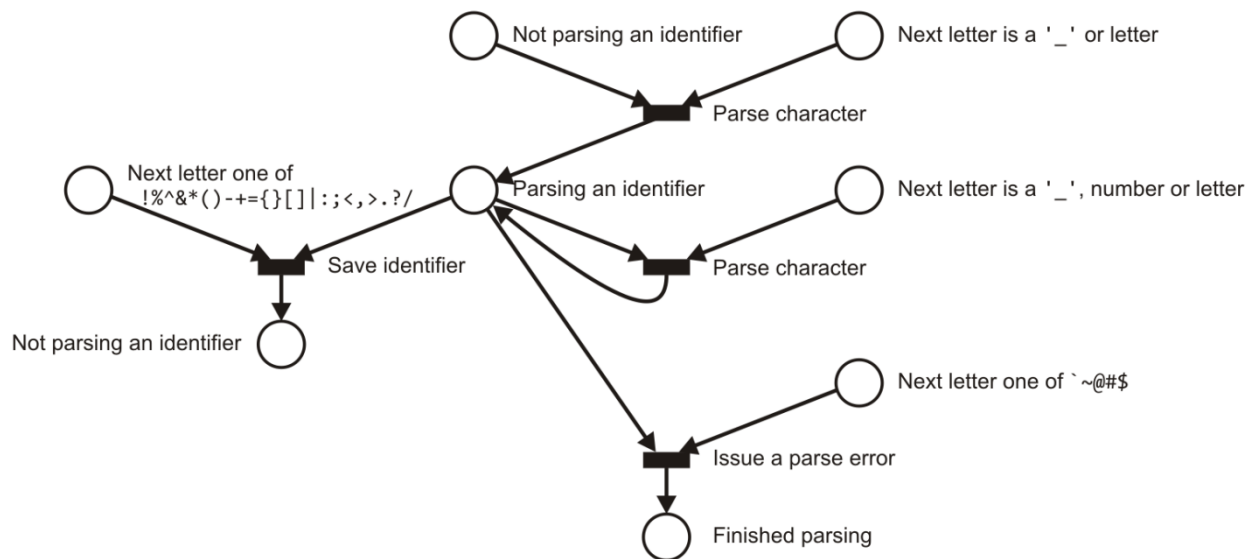 Not parsing an identifier
Next letter is a '_' or letter
Parse character
Next letter one of
!%^&*()-+={}[]|:;<,>.?/
Parsing an identifier
Next letter is a '_', number or letter
Save identifier
Parse character
Not parsing an identifier
Next letter one of `~@#$
Issue a parse error
Finished parsing